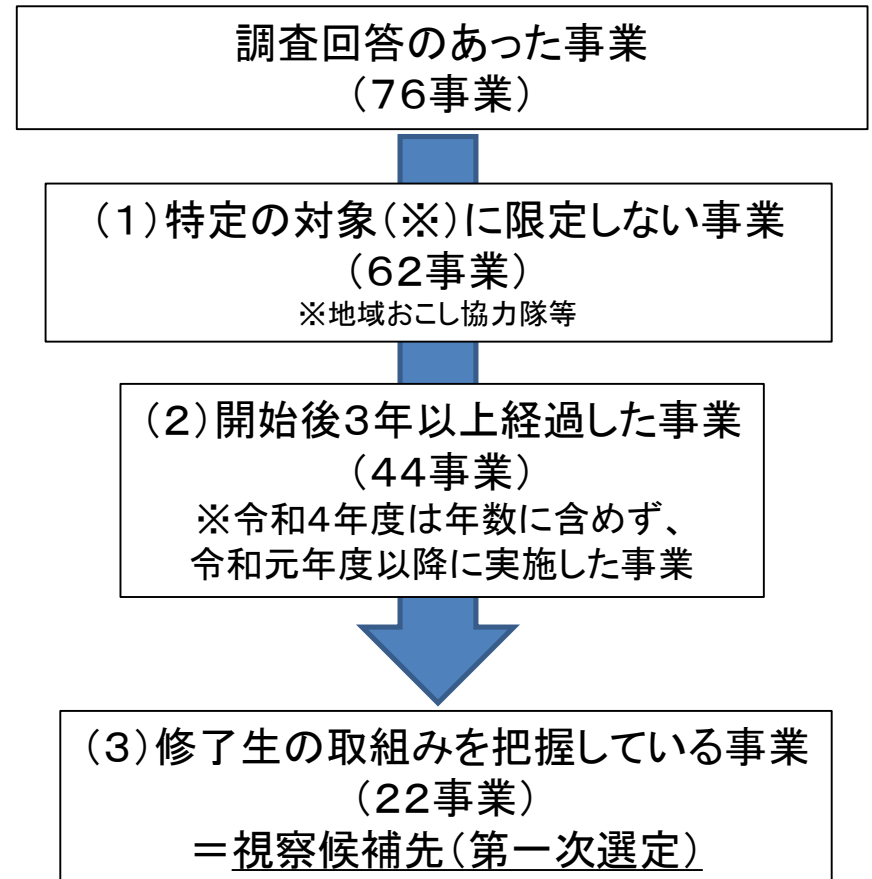 調査回答のあった事業
（７６事業）
（１）特定の対象（※）に限定しない事業
（６２事業）
※地域おこし協力隊等
（２）開始後３年以上経過した事業
（４４事業）
※令和４年度は年数に含めず、
令和元年度以降に実施した事業
（３）修了生の取組みを把握している事業
（２２事業）
＝視察候補先（第一次選定）